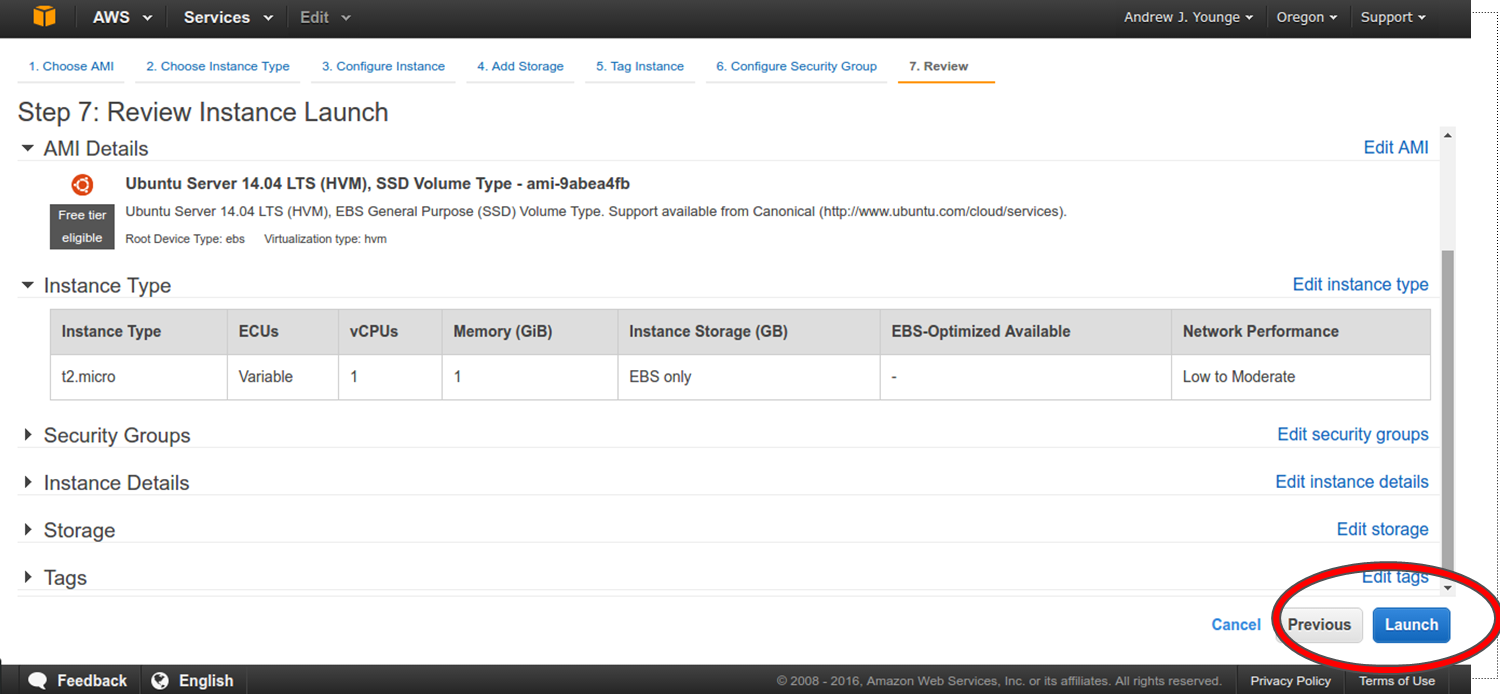 AWS Services Edit Andrew J. Younge Oregon Support
1. Choose AMI 2. Choose Instance Type 3. Configure Instance 4. Add Storage 5. Tag Instance 6. Configure Security Group 7. Review
Step 7: Review Instance Launch
AMI Details Edit AMI
Ubuntu Server 14.04 LTS (HVM), SSD Volume Type - ami-9abea4fb
Free tier
eligible
Ubuntu Server 14.04 LTS (HVM), EBS General Purpose (SSD) Volume Type. Support available from Canonical (http://www.ubuntu.com/cloud/services).
Root Device Type: ebs Virtualization type: hvm
Instance Type Edit instance type
Instance Type ECUs vCPUs Memory (GiB) Instance Storage (GB) EBS-Optimized Available Network Performance
t2.micro Variable 1 1 EBS only - Low to Moderate
Security Groups Edit security groups
Instance Details Edit instance details
Storage Edit storage
Tags Edit tags
Cancel Previous Launch
Feedback English © 2008 - 2016, Amazon Web Services, Inc. or its affiliates. All rights reserved. Privacy Policy Terms of Use